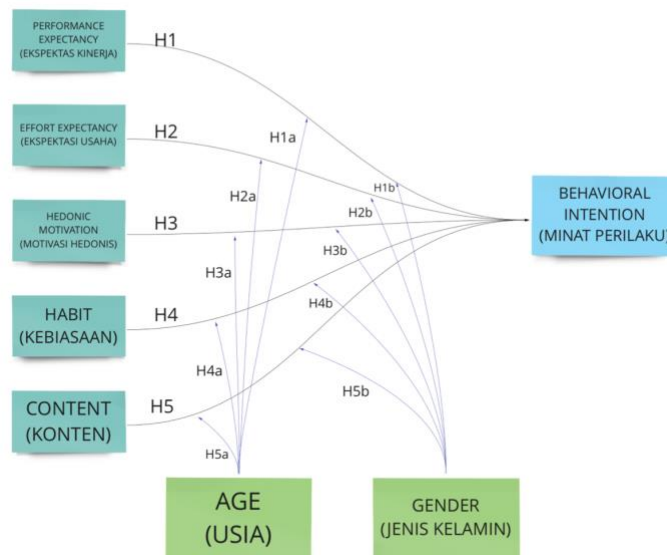 PERFORMANCE
EXPECTANCY
(EKSPEKTAS KINERJA)
H1
EFFORT EXPECTANCY
(EKSPEKTASI USAHA)
H2
H1a
H2a
H1b
H2b
HEDONIC
MOTIVATION
(MOTIVASI HEDONIS)
H3
H3a
H3b
BEHAVIORAL
INTENTION
(MINAT PERILAKU)
HABIT
(KEBIASAAN)
H4
H4a
H4b
CONTENT
(KONTEN)
H5
H5a
H5b
AGE
(USIA)
GENDER
(JENIS KELAMIN)